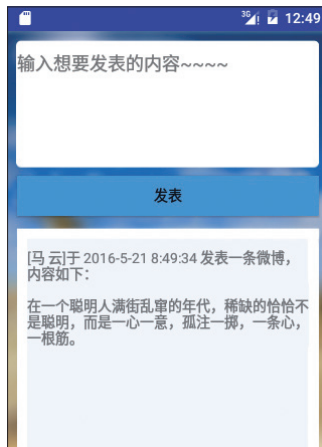 3G 12:49
输入想要发表的内容~~~~
发表
[马 云]于 2016-5-21 8:49:34 发表一条微博，
内容如下：
在一个聪明人满街乱窜的年代，稀缺的恰恰不
是聪明，而是一心一意，孤注一掷，一条心，
一根筋。